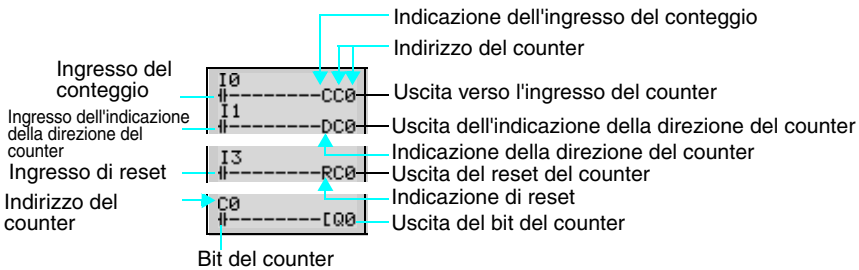 Indicazione dell'ingresso del conteggio
Indirizzo del counter
Ingresso del
conteggio
I0
CC0
Uscita verso l'ingresso del counter
Ingresso dell'indicazione
della direzione del
counter
I1
DC0
Uscita dell'indicazione della direzione del counter
Indicazione della direzione del counter
Ingresso di reset
I3
RC0
Uscita del reset del counter
Indicazione di reset
Indirizzo del
counter
C0
[Q0
Uscita del bit del counter
Bit del counter